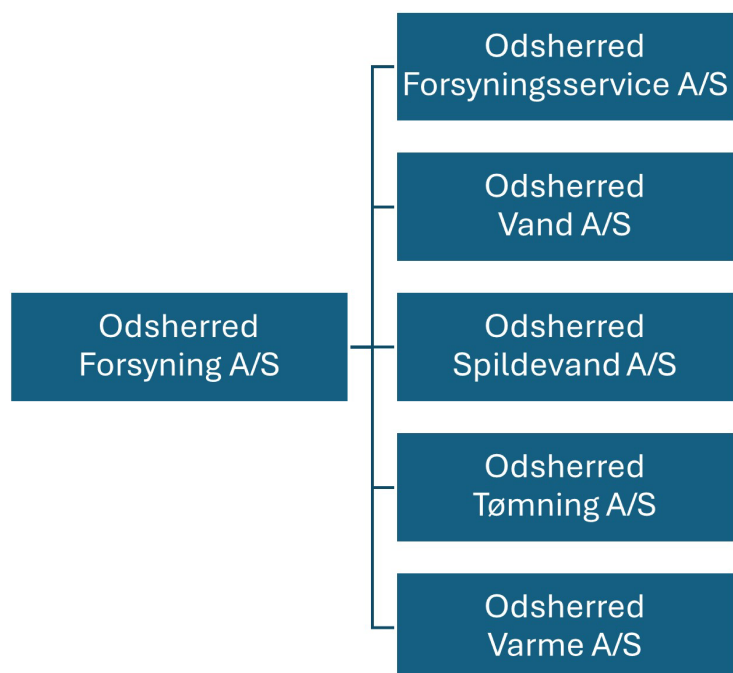 Odsherred
Forsyning A/S
Odsherred
Forsyningsservice A/S
Odsherred
Vand A/S
Odsherred
Spildevand A/S
Odsherred
Tømning A/S
Odsherred
Varme A/S